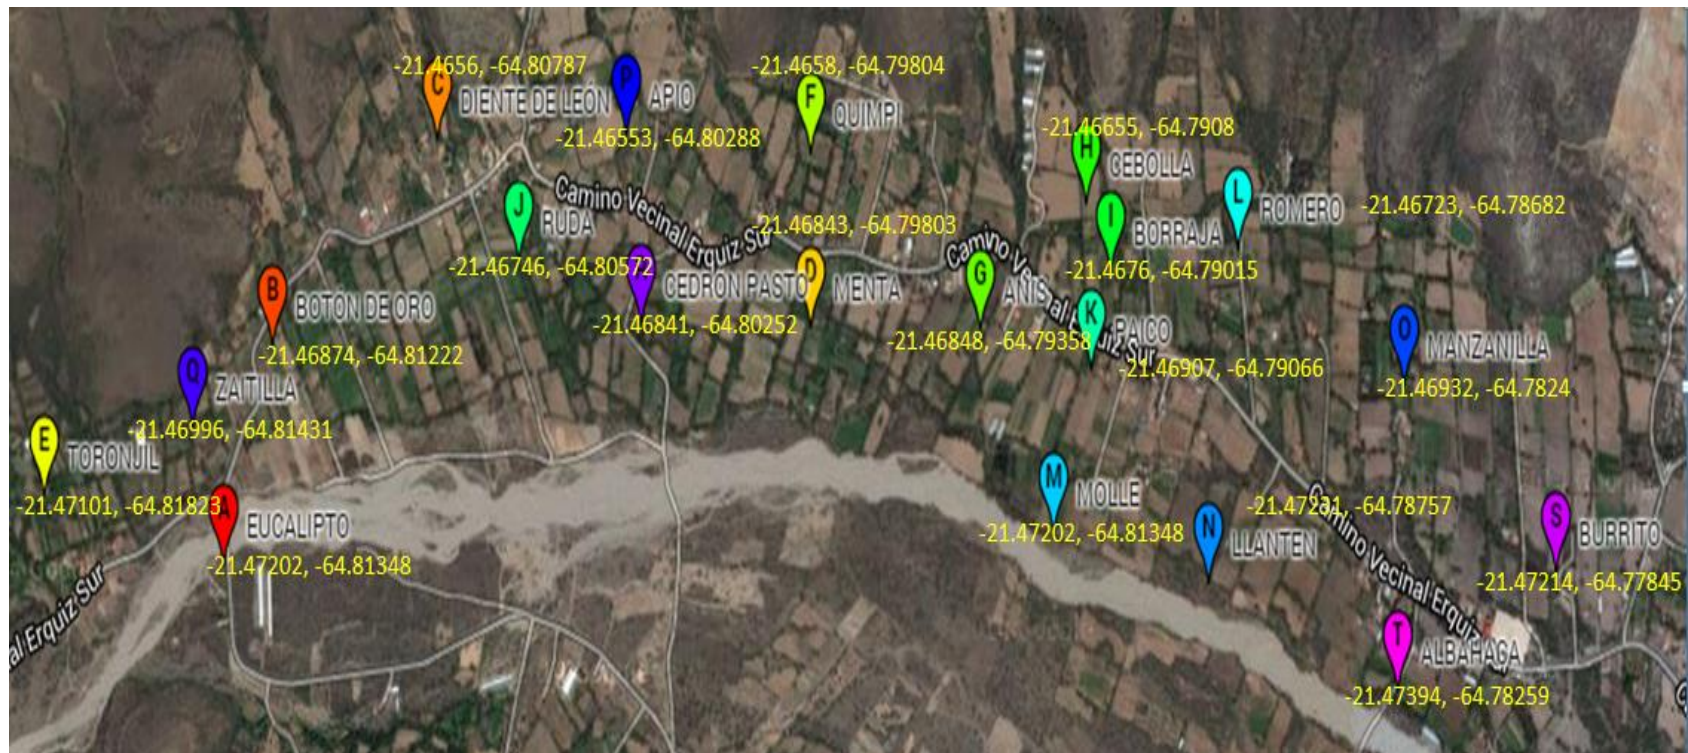 -21.4656, -64.80787
C
DIENTE DE LEÓN
P
APIO
-21.46553, -64.80288
-21.4658, -64.79804
F
QUIMPI
-21.46655, -64.7908
H
CEBOLLA
J
RUDA
-21.46746, -64.80572
Camino Vecinal Erquiz Sur
-21.46843, -64.79803
I
BORRAJA
-21.4676, -64.79015
L
ROMERO
-21.46723, -64.78682
B
BOTÓN DE ORO
-21.46874, -64.81222
CEDRÓN PASTO
-21.46841, -64.80252
D
MENTA
G
ANIS
-21.46848, -64.79358
Camino Vecinal Erquiz Sur
K
PAICO
-21.46907, -64.79066
O
MANZANILLA
-21.46932, -64.7824
Q
ZAITILLA
-21.46996, -64.81431
E
TORONJIL
-21.47101, -64.81823
A
EUCALIPTO
-21.47202, -64.81348
M
MOLLE
-21.47202, -64.81348
N
LLANTEN
-21.47231, -64.78757
S
BURRITO
-21.47214, -64.77845
Camino Vecinal Erquiz
T
ALBAHACA
-21.47394, -64.78259
al Erquiz Sur